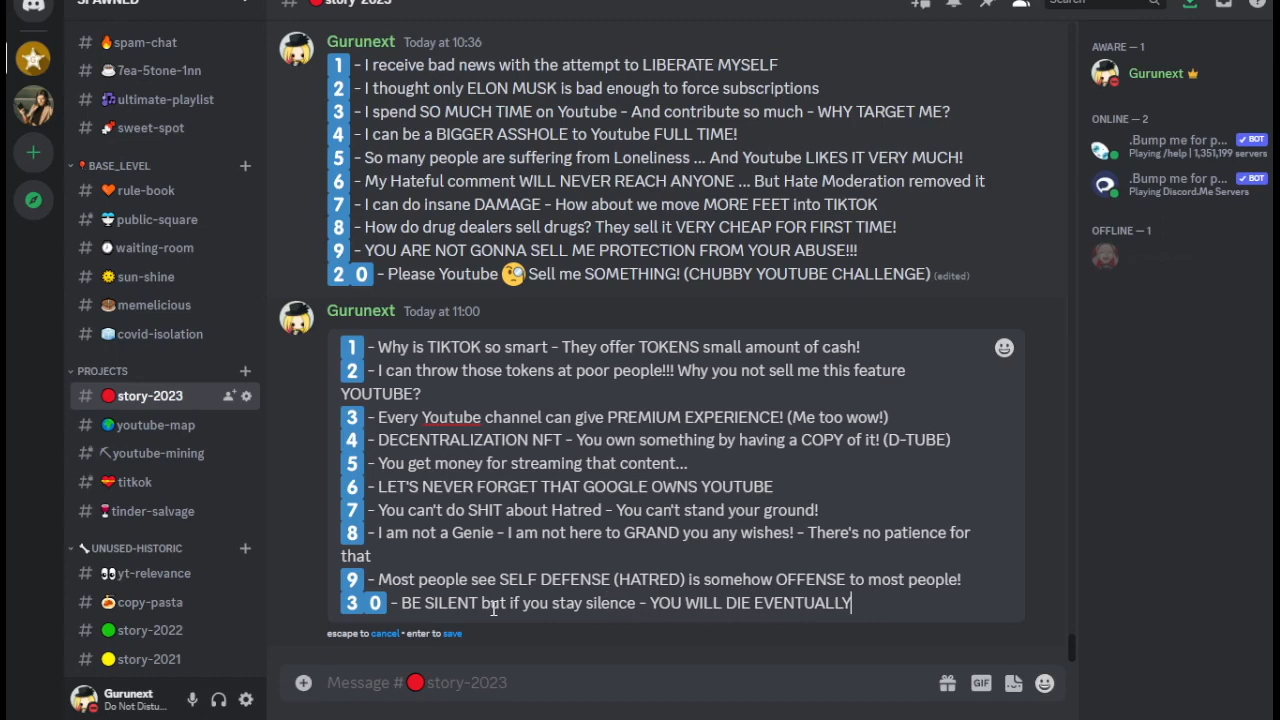 SPAWNED
story-2023
Search
🔥spam-chat
7ea-5tone-1nn
ultimate-playlist
sweet-spot
BASE_LEVEL
rule-book
public-square
waiting-room
sun-shine
memelicious
covid-isolation
PROJECTS
story-2023
youtube-map
youtube-mining
titkok
tinder-salvage
UNUSED-HISTORIC
yt-relevance
copy-pasta
story-2022
story-2021
Gurunext
Do Not Distu...
Gurunext Today at 10:36
1 - I receive bad news with the attempt to LIBERATE MYSELF
2 - I thought only ELON MUSK is bad enough to force subscriptions
3 - I spend SO MUCH TIME on Youtube - And contribute so much - WHY TARGET ME?
4 - I can be a BIGGER ASSHOLE to Youtube FULL TIME!
5 - So many people are suffering from Loneliness ... And Youtube LIKES IT VERY MUCH!
6 - My Hateful comment WILL NEVER REACH ANYONE ... But Hate Moderation removed it
7 - I can do Insane DAMAGE - How about we move MORE FEET into TIKTOK
8 - How do drug dealers sell drugs? They sell it VERY CHEAP FOR FIRST TIME!
9 - YOU ARE NOT GONNA SELL ME PROTECTION FROM YOUR ABUSE!!!
2 0 - Please Youtube 🧐 Sell me SOMETHING! (CHUBBY YOUTUBE CHALLENGE) (edited)
Gurunext Today at 11:00
1 - Why is TIKTOK so smart - They offer TOKENS small amount of cash!
2 - I can throw those tokens at poor people!!! Why you not sell me this feature
YOUTUBE?
3 - Every Youtube channel can give PREMIUM EXPERIENCE! (Me too wow!)
4 - DECENTRALIZATION NFT - You own something by having a COPY of it! (D-TUBE)
5 - You get money for streaming that content...
6 - LET'S NEVER FORGET THAT GOOGLE OWNS YOUTUBE
7 - You can't do SHIT about Hatred - You can't stand your ground!
8 - I am not a Genie - I am not here to GRAND you any wishes! - There's no patience for
that
9 - Most people see SELF DEFENSE (HATRED) is somehow OFFENSE to most people!
3 0 - BE SILENT but if you stay silence - YOU WILL DIE EVENTUALLY
escape to cancel • enter to save
Message #🔴story-2023
GIF
AWARE — 1
Gurunext
ONLINE — 2
.Bump me for p... ✓ BOT
Playing /help | 1,351,199 servers
.Bump me for p... ✓ BOT
Playing Discord.Me Servers
OFFLINE — 1